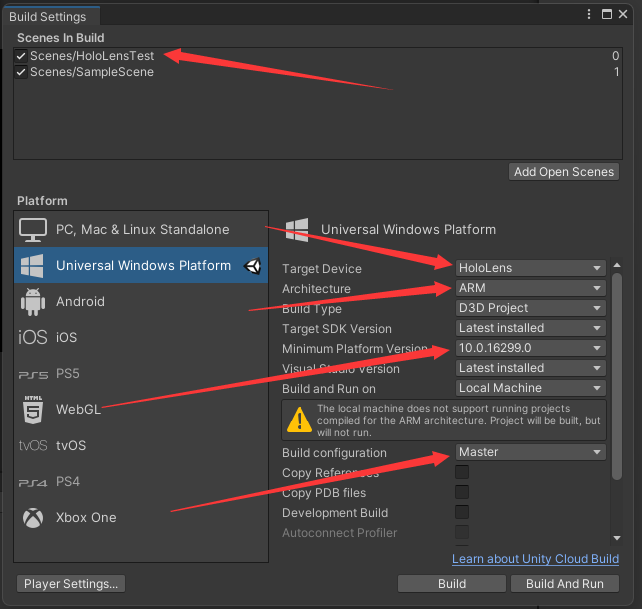 Build Settings
Scenes In Build
Scenes/HoloLensTest 0
Scenes/SampleScene 1
Add Open Scenes
Platform
PC, Mac & Linux Standalone
Universal Windows Platform
Android
iOS iOS
PS5 PS5
5 WebGL
tvOS tvOS
PS4 PS4
Xbox One
Universal Windows Platform
Target Device HoloLens
Architecture ARM
Build Type D3D Project
Target SDK Version Latest installed
Minimum Platform Version 10.0.16299.0
Visual Studio Version Latest installed
Build and Run on Local Machine
The local machine does not support running projects
compiled for the ARM architecture. Project will be built, but
will not run.
Build configuration Master
Copy References
Copy PDB files
Development Build
Autoconnect Profiler
Learn about Unity Cloud Build
Player Settings... Build Build And Run